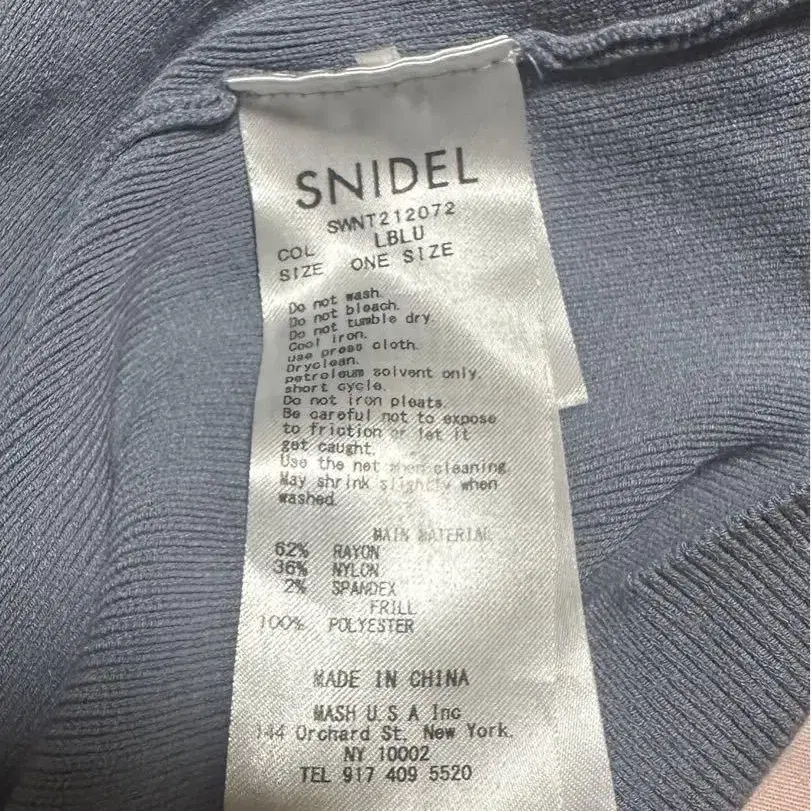 SNIDEL
SWNT212072
COL LBLU
SIZE ONE SIZE
Do not wash.
Do not bleach.
Do not tumble dry.
Cool iron.
use press cloth.
Dryclean.
petroleum solvent only.
short cycle.
Do not iron pleats.
Be careful not to expose
to friction or let it
get caught.
Use the net when cleaning.
May shrink slightly when
washed.
MAIN MATERIAL
62% RAYON
36% NYLON
2% SPANDEX
FRILL
100% POLYESTER
MADE IN CHINA
MASH U S A Inc
144 Orchard St, New York.
NY 10002
TEL 917 409 5520